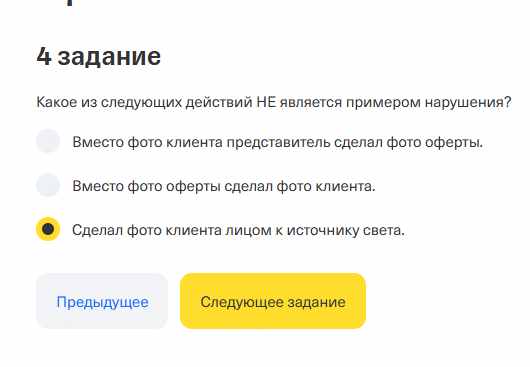 4 задание
Какое из следующих действий НЕ является примером нарушения?
Вместо фото клиента представитель сделал фото оферты.
Вместо фото оферты сделал фото клиента.
Сделал фото клиента лицом к источнику света.
Предыдущее
Следующее задание